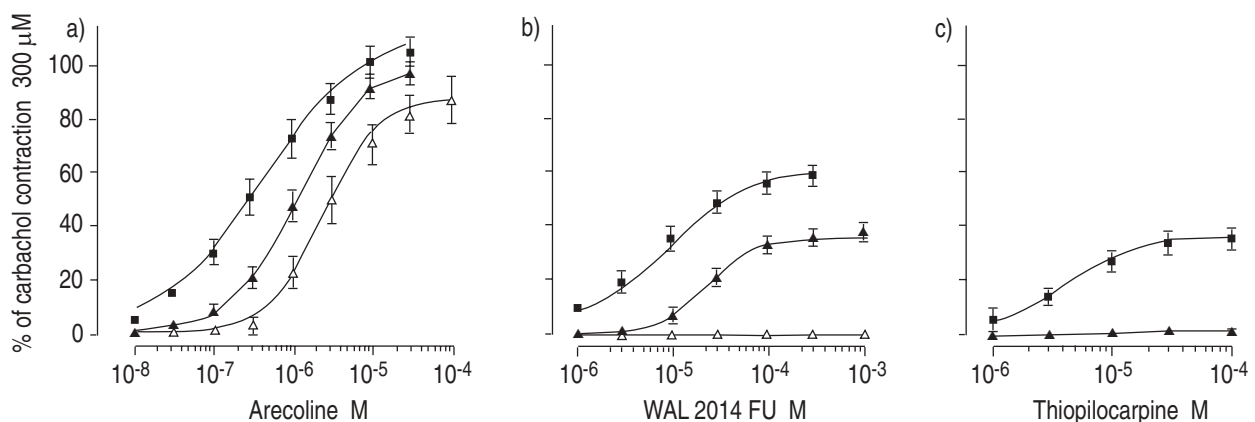 a)
b)
c)
% of carbachol contraction 300 µM
100
80
60
40
20
0
10-8 10-7 10-6 10-5 10-4
Arecoline M
10-6 10-5 10-4 10-3
WAL 2014 FU M
10-6 10-5 10-4
Thiopilocarpine M